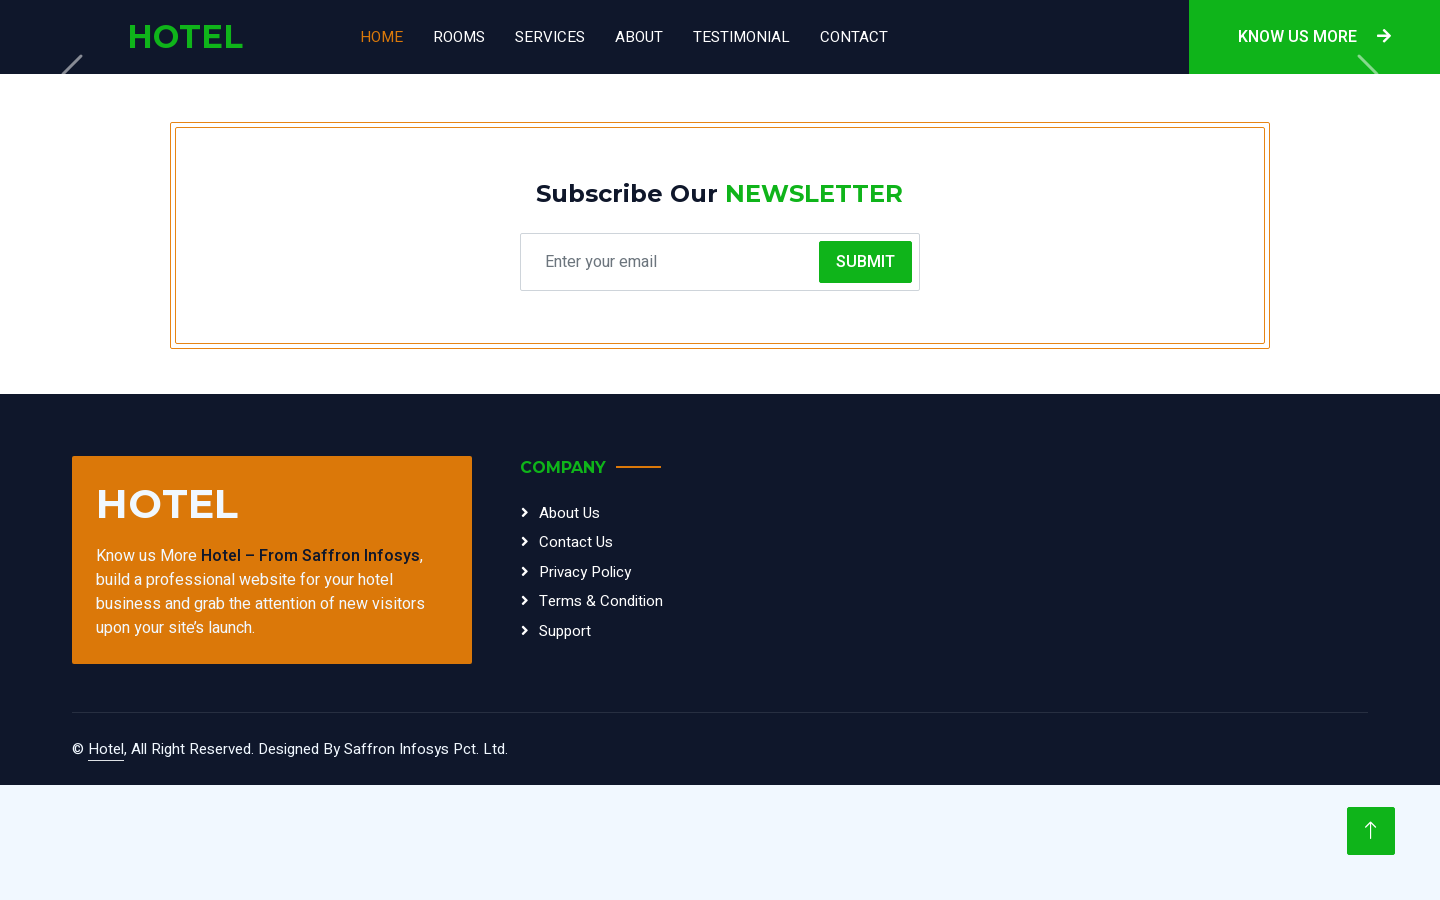 HOTEL
HOME ROOMS SERVICES ABOUT TESTIMONIAL CONTACT
KNOW US MORE
Subscribe Our NEWSLETTER
Enter your email
SUBMIT
HOTEL
Know us More Hotel – From Saffron Infosys,
build a professional website for your hotel
business and grab the attention of new visitors
upon your site’s launch.
COMPANY
About Us
Contact Us
Privacy Policy
Terms & Condition
Support
© Hotel, All Right Reserved. Designed By Saffron Infosys Pct. Ltd.